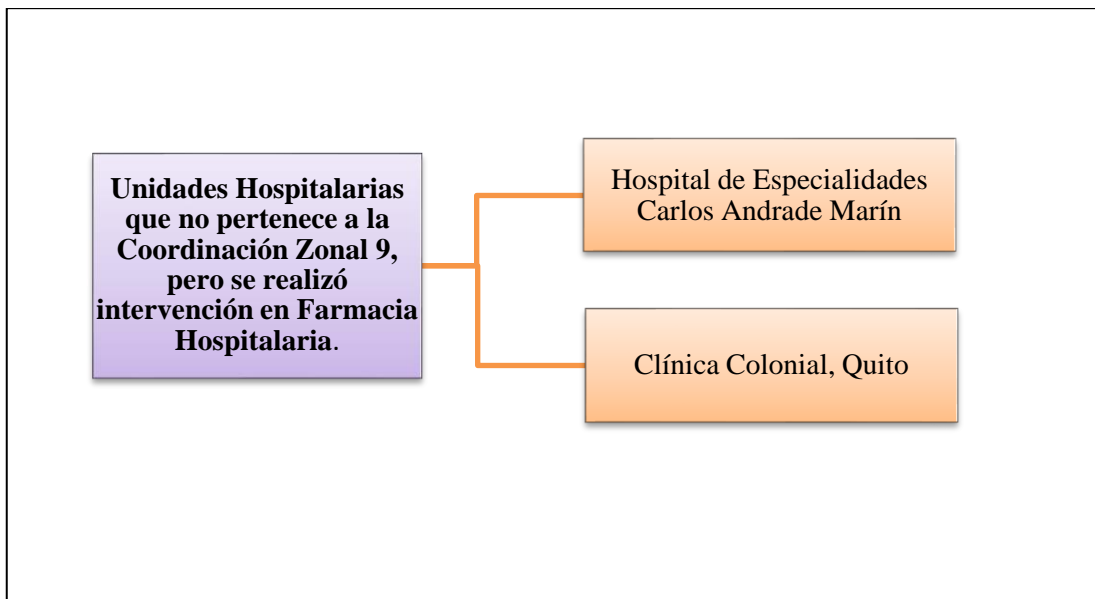 Unidades Hospitalarias
que no pertenece a la
Coordinación Zonal 9,
pero se realizó
intervención en Farmacia
Hospitalaria.
Hospital de Especialidades
Carlos Andrade Marín
Clínica Colonial, Quito